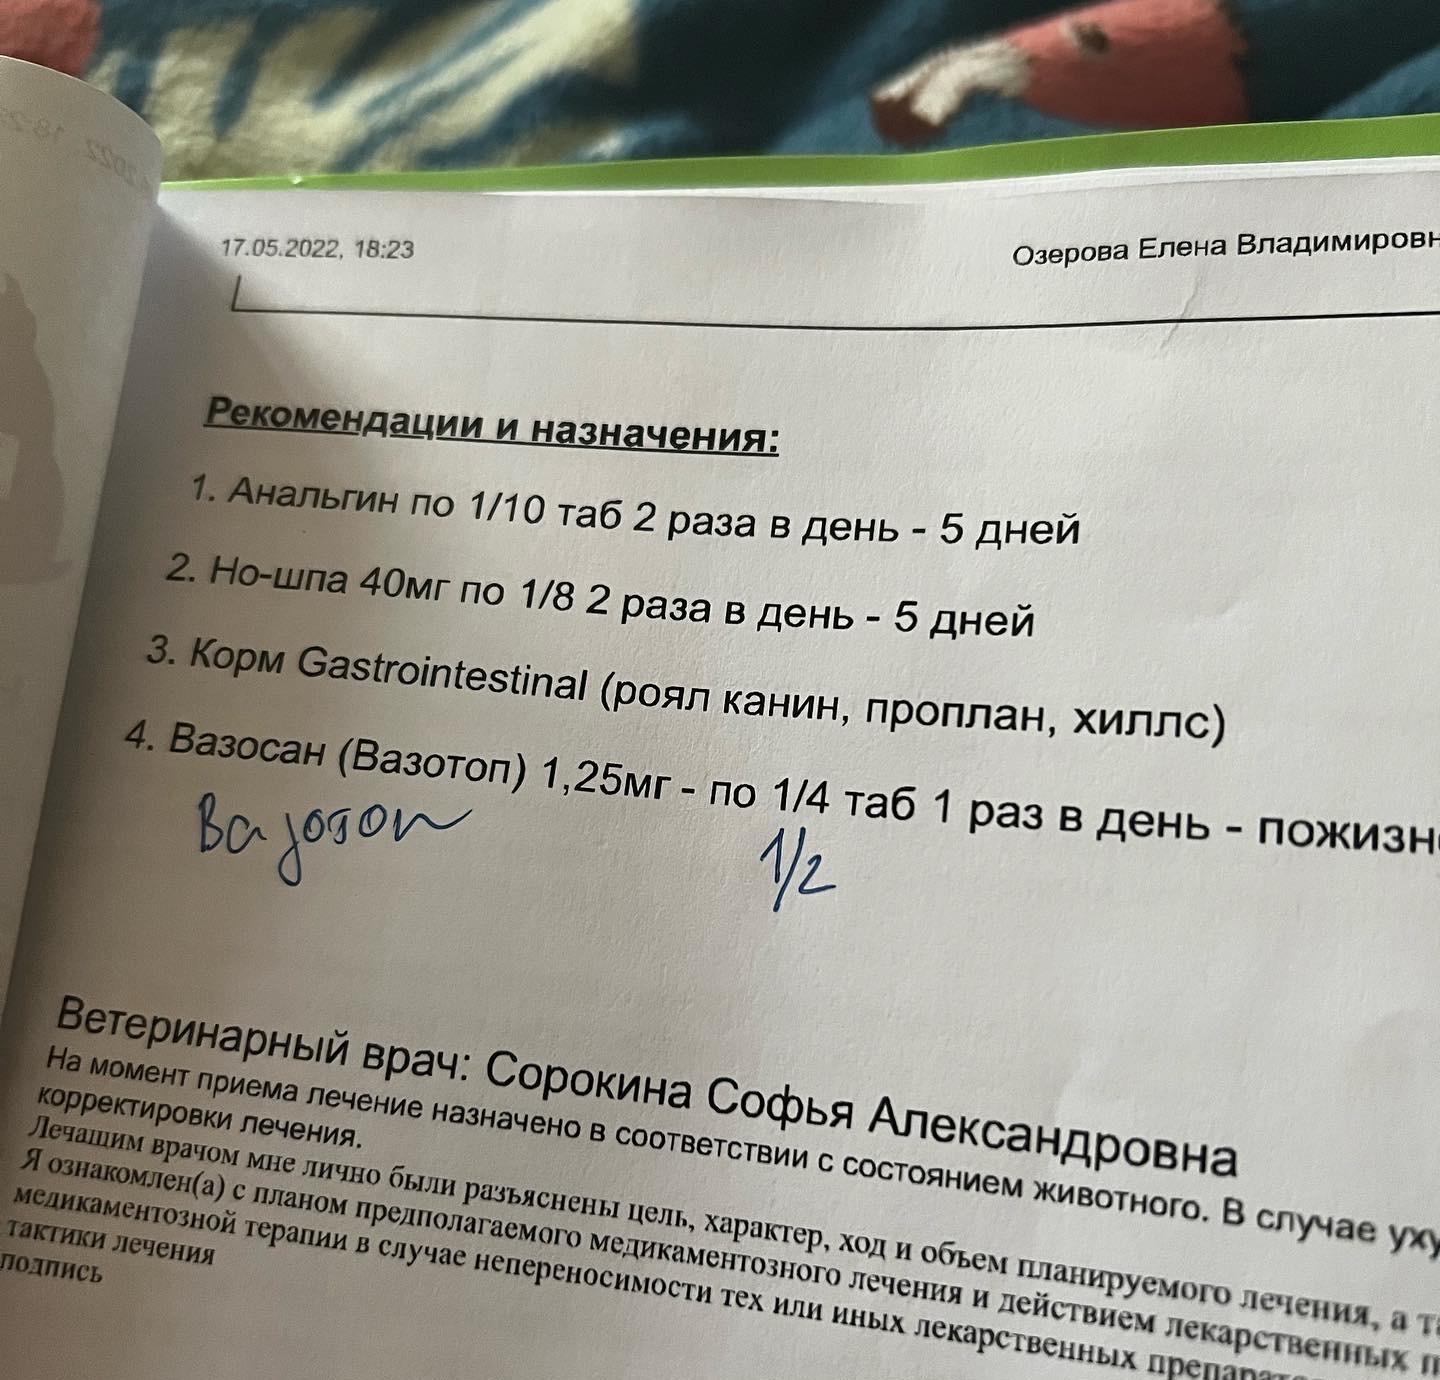 17.05.2022, 18:23
Озерова Елена Владимировн
Рекомендации и назначения:
1. Анальгин по 1/10 таб 2 раза в день - 5 дней
2. Но-шпа 40мг по 1/8 2 раза в день - 5 дней
3. Корм Gastrointestinal (роял канин, проплан, хиллс)
4. Вазосан (Вазотоп) 1,25мг - по 1/4 таб 1 раз в день - пожизн
1/2
Ветеринарный врач: Сорокина Софья Александровна
На момент приема лечение назначено в соответствии с состоянием животного. В случае уху
корректировки лечения.
Лечашим врачом мне лично были разъяснены цель, характер, ход и объем планируемого лечения, а та
Я ознакомлен(а) с планом предполагаемого медикаментозного лечения и действием лекарственных п
медикаментозной терапии в случае непереносимости тех или иных лекарственных препарат
тактики лечения
подпись